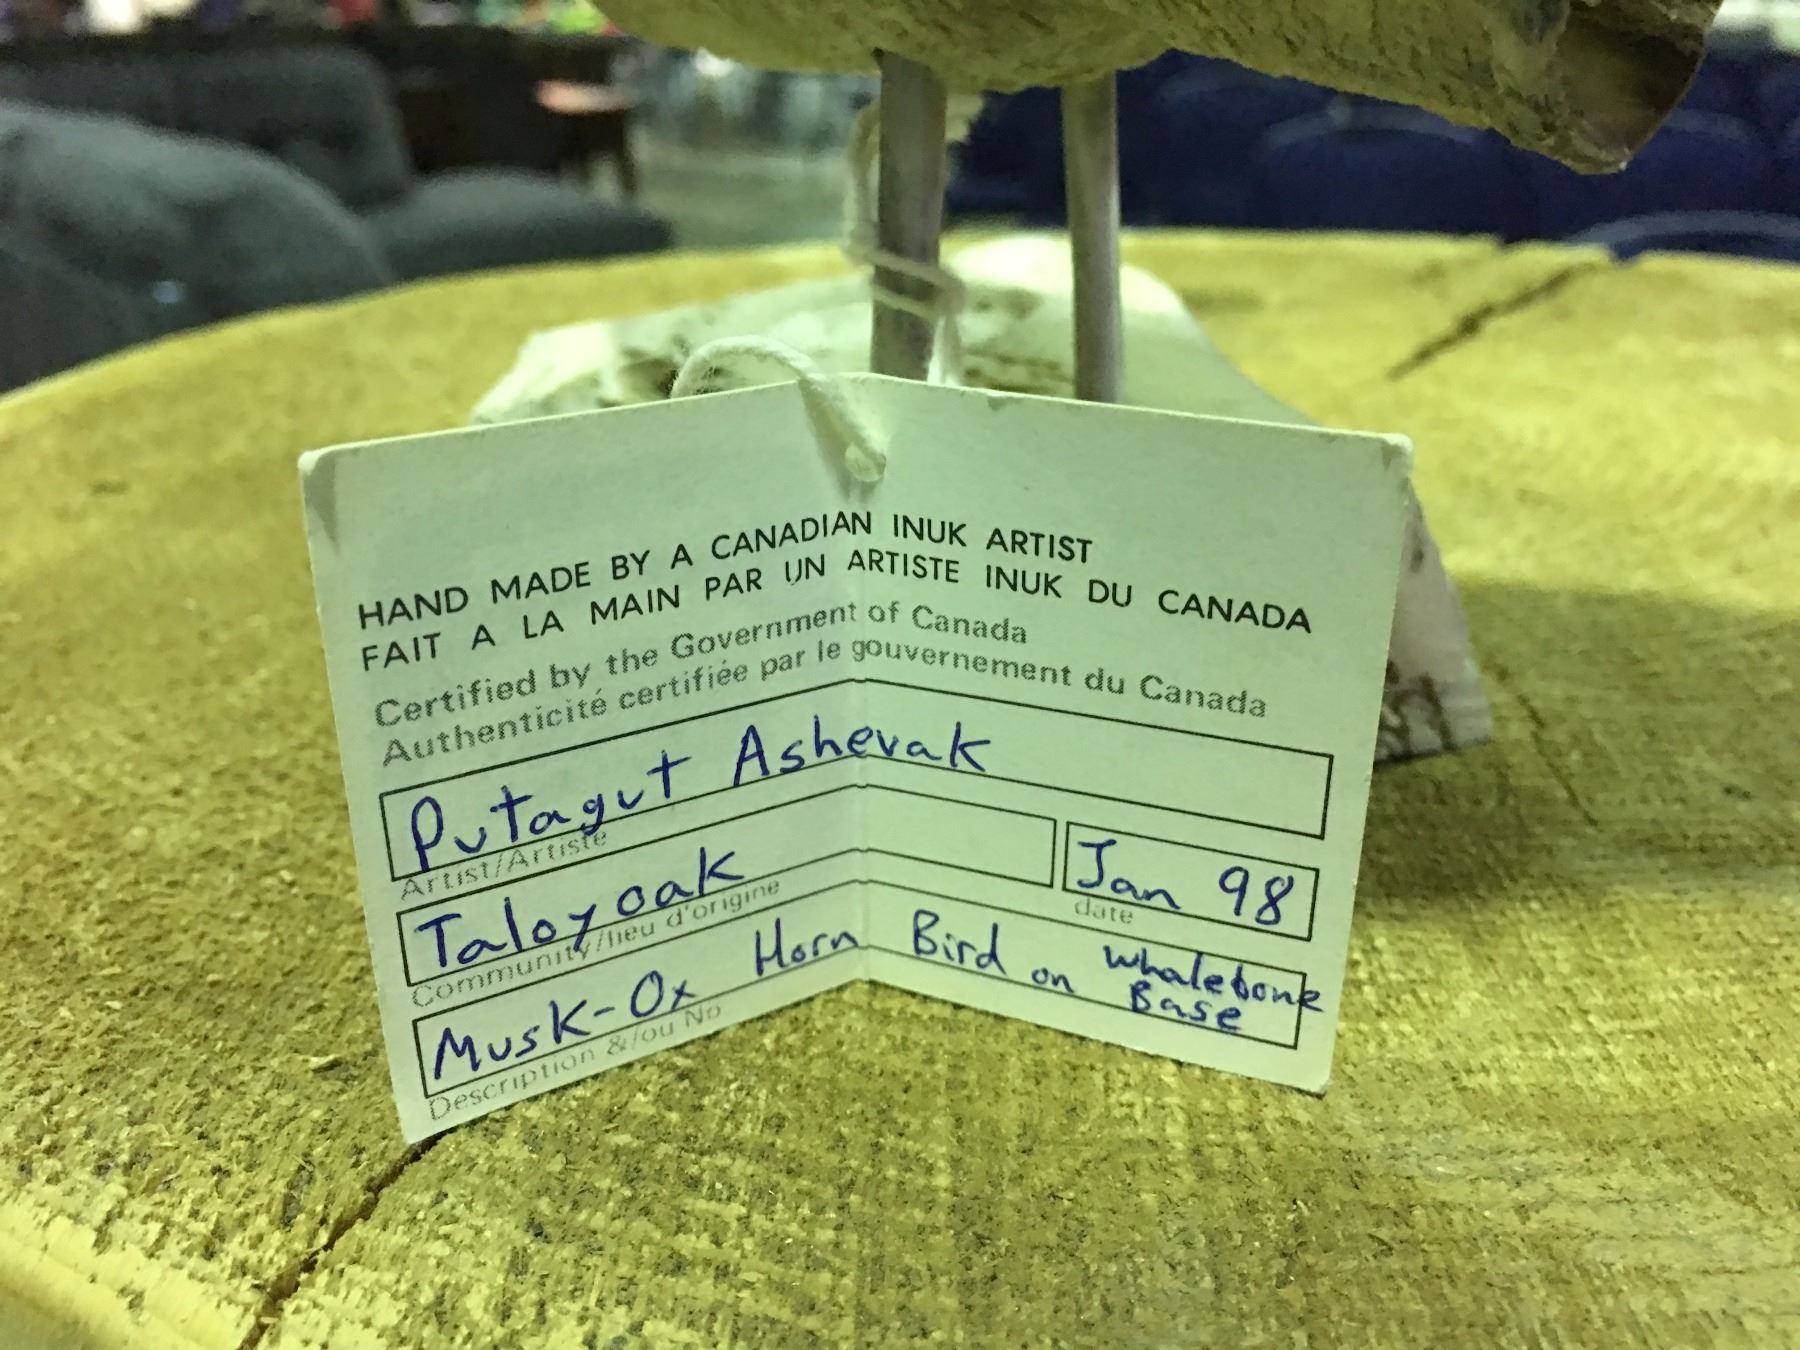 HAND MADE BY A CANADIAN INUK ARTIST
FAIT A LA MAIN PAR UN ARTISTE INUK DU CANADA
Certified by the Government of Canada
Authenticité certifiée par le gouvernement du Canada
Putagut Ashevak
Artist/Artiste
Taloyoak
Community/lieu d'origine
Jan 98
date
Musk-Ox Horn Bird on whalebone
Base
Description &/ou No